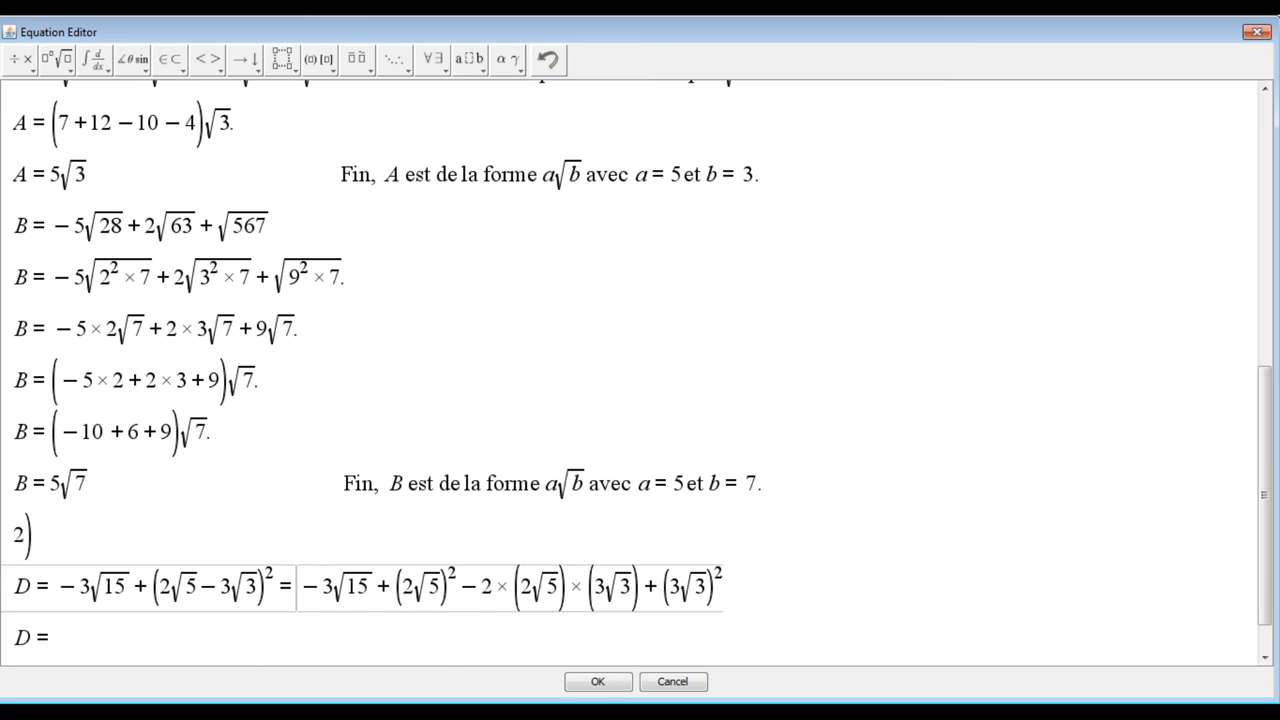 Equation Editor
A = (7 + 12 − 10 − 4)√3.
A = 5√3 Fin, A est de la forme a√b avec a = 5 et b = 3.
B = − 5√28 + 2√63 + √567
B = − 5√(2² × 7) + 2√(3² × 7) + √(9² × 7).
B = − 5 × 2√7 + 2 × 3√7 + 9√7.
B = (− 5 × 2 + 2 × 3 + 9)√7.
B = (− 10 + 6 + 9)√7.
B = 5√7 Fin, B est de la forme a√b avec a = 5 et b = 7.
2)
D = − 3√15 + (2√5 − 3√3)² = − 3√15 + (2√5)² − 2 × (2√5) × (3√3) + (3√3)²
D =
OK Cancel